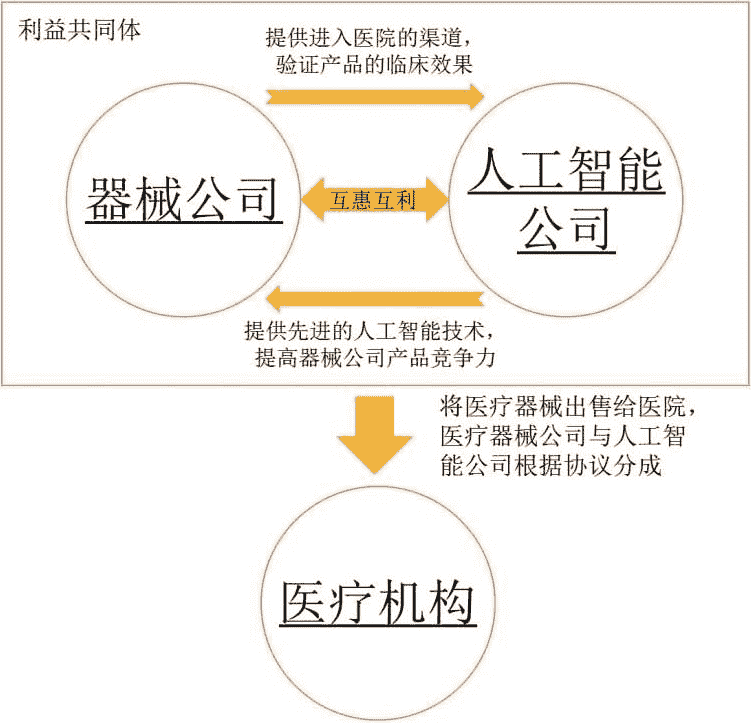 利益共同体
提供进入医院的渠道，
验证产品的临床效果
器械公司
互惠互利
人工智能
公司
提供先进的人工智能技术，
提高器械公司产品竞争力
将医疗器械出售给医院，
医疗器械公司与人工智
能公司根据协议分成
医疗机构